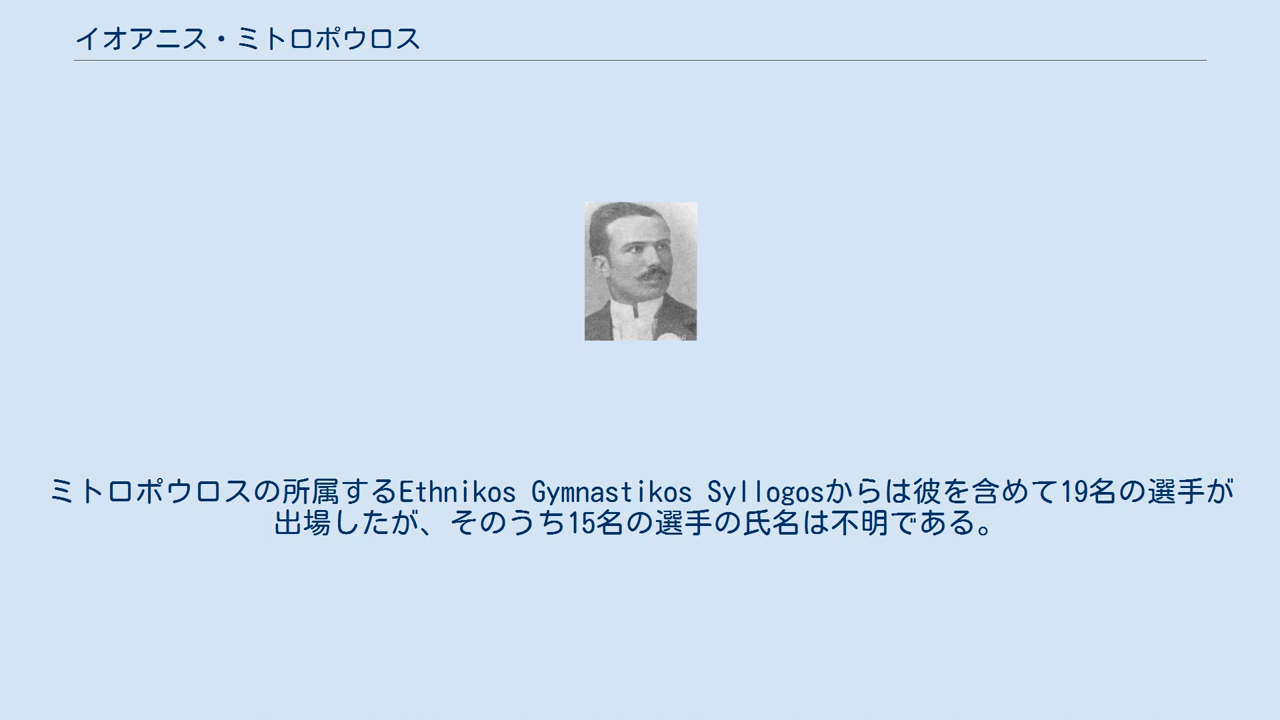 イオアニス・ミトロポウロス
ミトロポウロスの所属するEthnikos Gymnastikos Syllogosからは彼を含めて19名の選手が
出場したが、そのうち15名の選手の氏名は不明である。